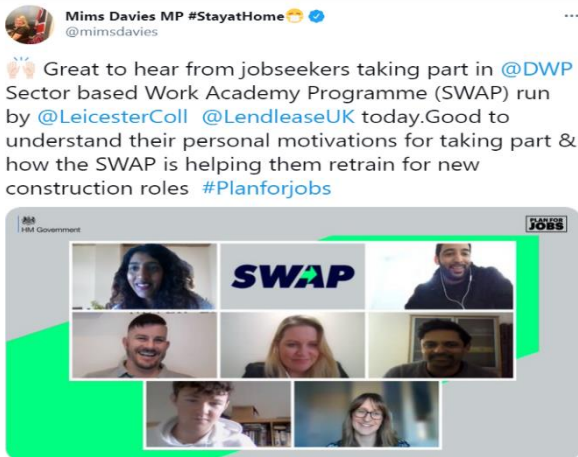 Mims Davies MP #StayatHome😷
@mimsdavies
🙌🏻 Great to hear from jobseekers taking part in @DWP
Sector based Work Academy Programme (SWAP) run
by @LeicesterColl @LendleaseUK today.Good to
understand their personal motivations for taking part &
how the SWAP is helping them retrain for new
construction roles #Planforjobs
HM Government
PLAN FOR
JOBS
SWAP